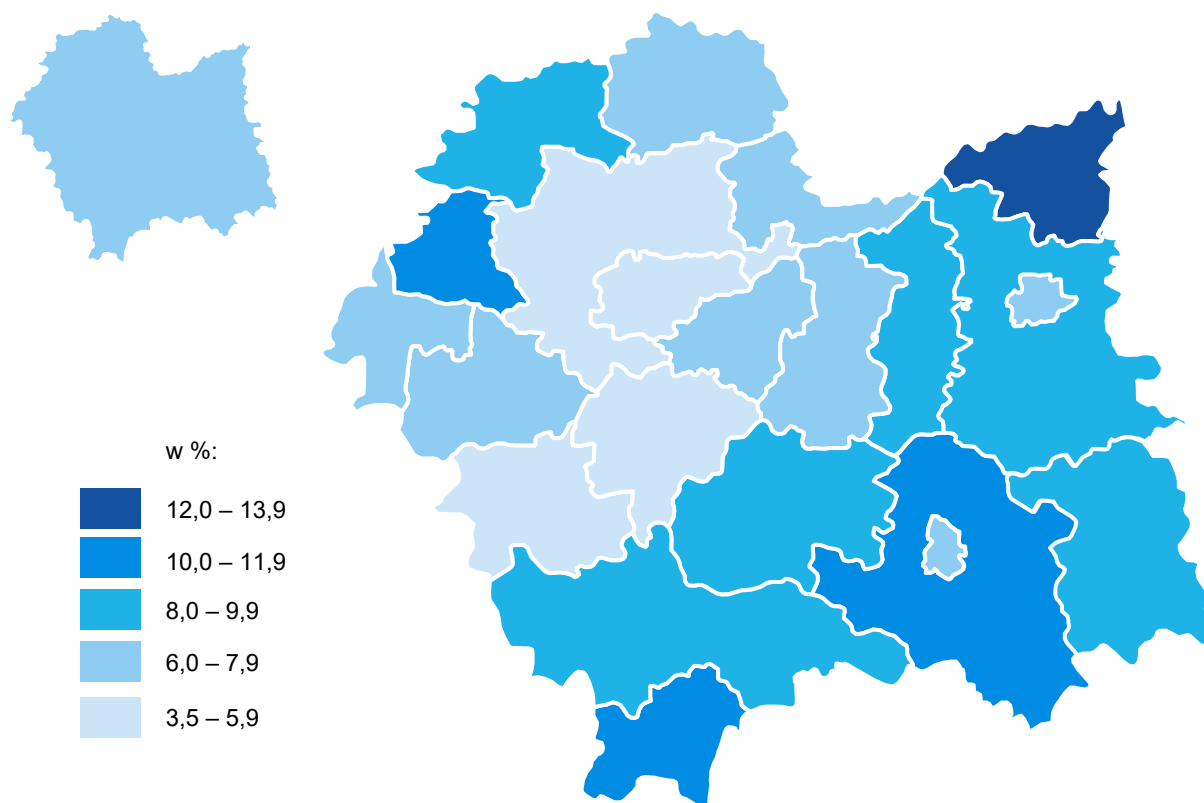 w %:
12,0 – 13,9
10,0 – 11,9
8,0 – 9,9
6,0 – 7,9
3,5 – 5,9